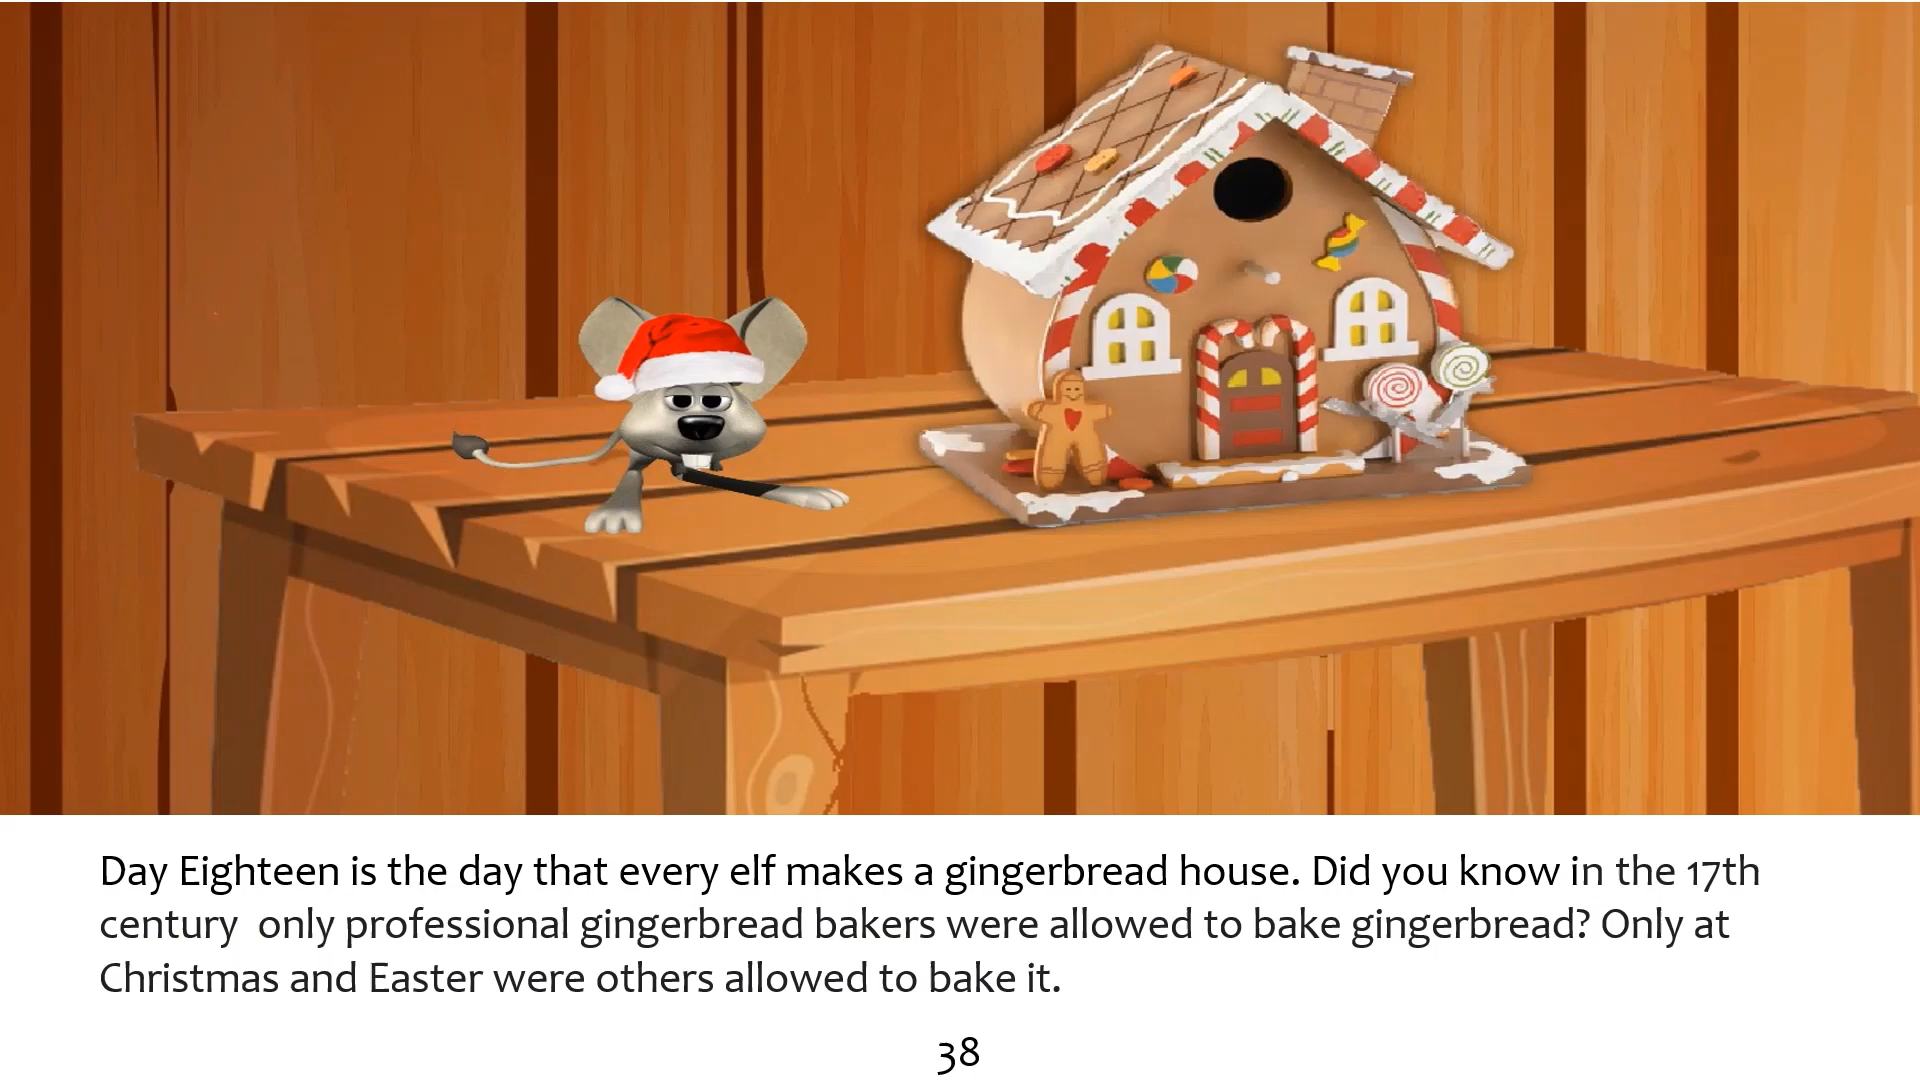 Day Eighteen is the day that every elf makes a gingerbread house. Did you know in the 17th
century  only professional gingerbread bakers were allowed to bake gingerbread? Only at
Christmas and Easter were others allowed to bake it.
38